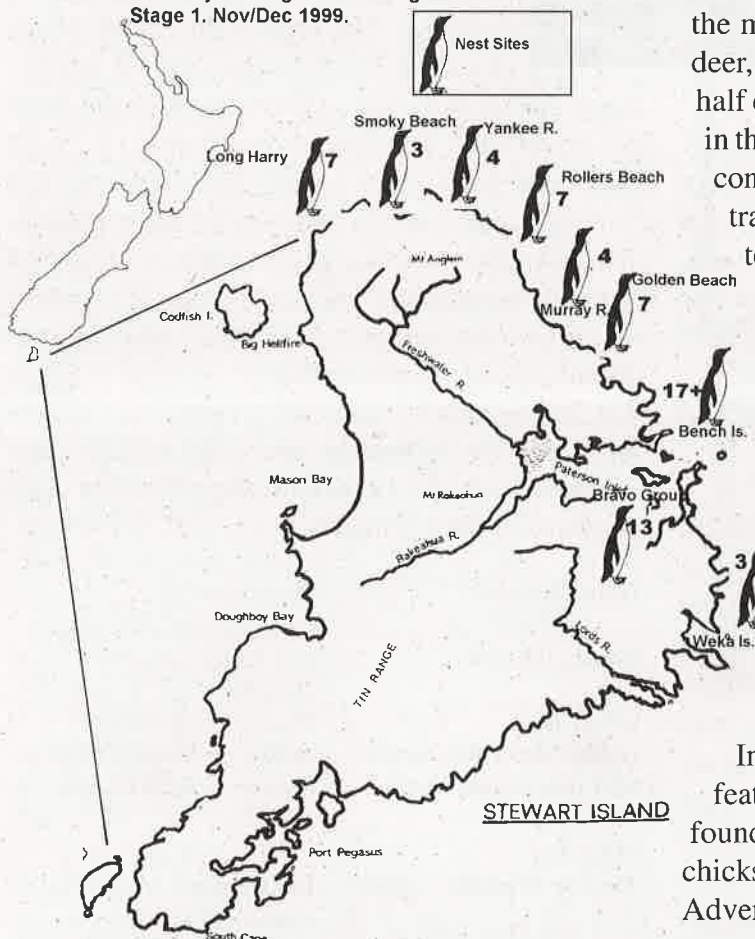 Stage 1. Nov/Dec 1999.
Nest Sites
Long Harry
7
Smoky Beach
3
Yankee R.
4
Rollers Beach
7
4
Murray R.
Golden Beach
7
17+
Bench Is.
Mt Anglem
Codfish I.
Big Hellfire
Freshwater R.
Mason Bay
Mt Rakeahua
Paterson Inlet
Bravo Grou
13
Rakeahua R.
3
Weka Is.
Doughboy Bay
Lords R.
TIN RANGE
STEWART ISLAND
Port Pegasus
South Cape
the m
deer,
half o
in th
con
tra
te
In
feat
found
chicks
Adver